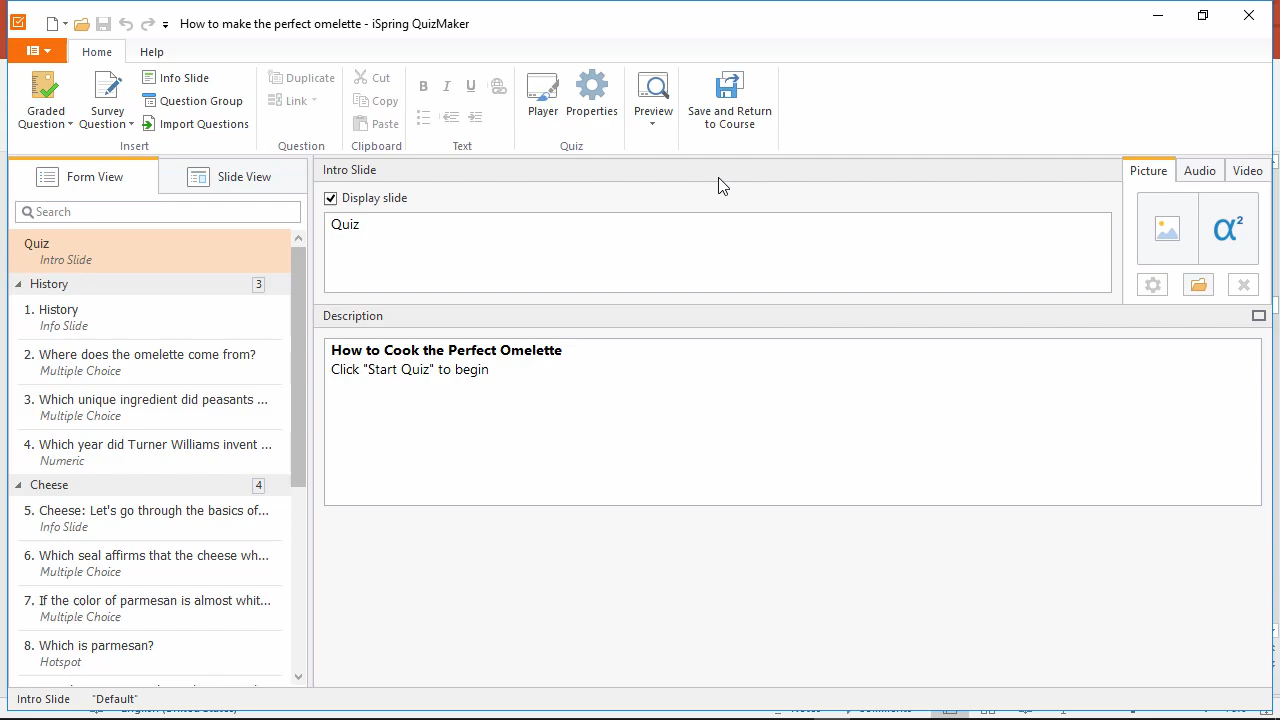 How to make the perfect omelette - iSpring QuizMaker
Home
Help
Graded
Question
Survey
Question
Info Slide
Question Group
Import Questions
Insert
Duplicate
Link
Question
Cut
Copy
Paste
Clipboard
B I U
Text
Player
Properties
Quiz
Preview
Save and Return
to Course
Form View
Slide View
Search
Quiz
Intro Slide
History 3
1. History
Info Slide
2. Where does the omelette come from?
Multiple Choice
3. Which unique ingredient did peasants ...
Multiple Choice
4. Which year did Turner Williams invent ...
Numeric
Cheese 4
5. Cheese: Let's go through the basics of...
Info Slide
6. Which seal affirms that the cheese wh...
Multiple Choice
7. If the color of parmesan is almost whit...
Multiple Choice
8. Which is parmesan?
Hotspot
Intro Slide
Display slide
Quiz
Picture
Audio
Video
α²
Description
How to Cook the Perfect Omelette
Click "Start Quiz" to begin
Intro Slide "Default"